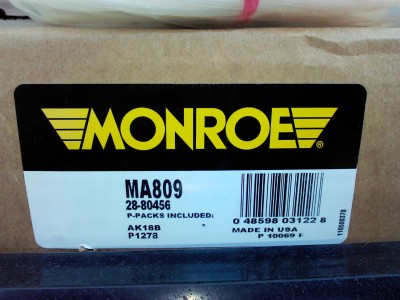 MONROE®
MA809
28-80456
P-PACKS INCLUDED:
AK18B *
P1278
0 48598 03122 8
MADE IN USA
P 10069 F